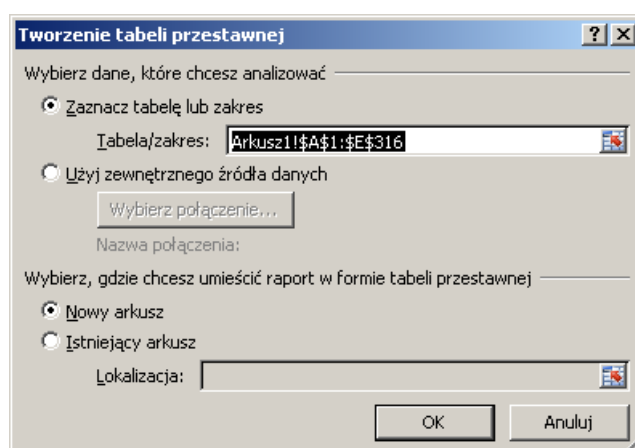 Tworzenie tabeli przestawnej
Wybierz dane, które chcesz analizować
Zaznacz tabelę lub zakres
Tabela/zakres: Arkusz1!$A$1:$E$316
Użyj zewnętrznego źródła danych
Wybierz połączenie...
Nazwa połączenia:
Wybierz, gdzie chcesz umieścić raport w formie tabeli przestawnej
Nowy arkusz
Istniejący arkusz
Lokalizacja:
OK Anuluj